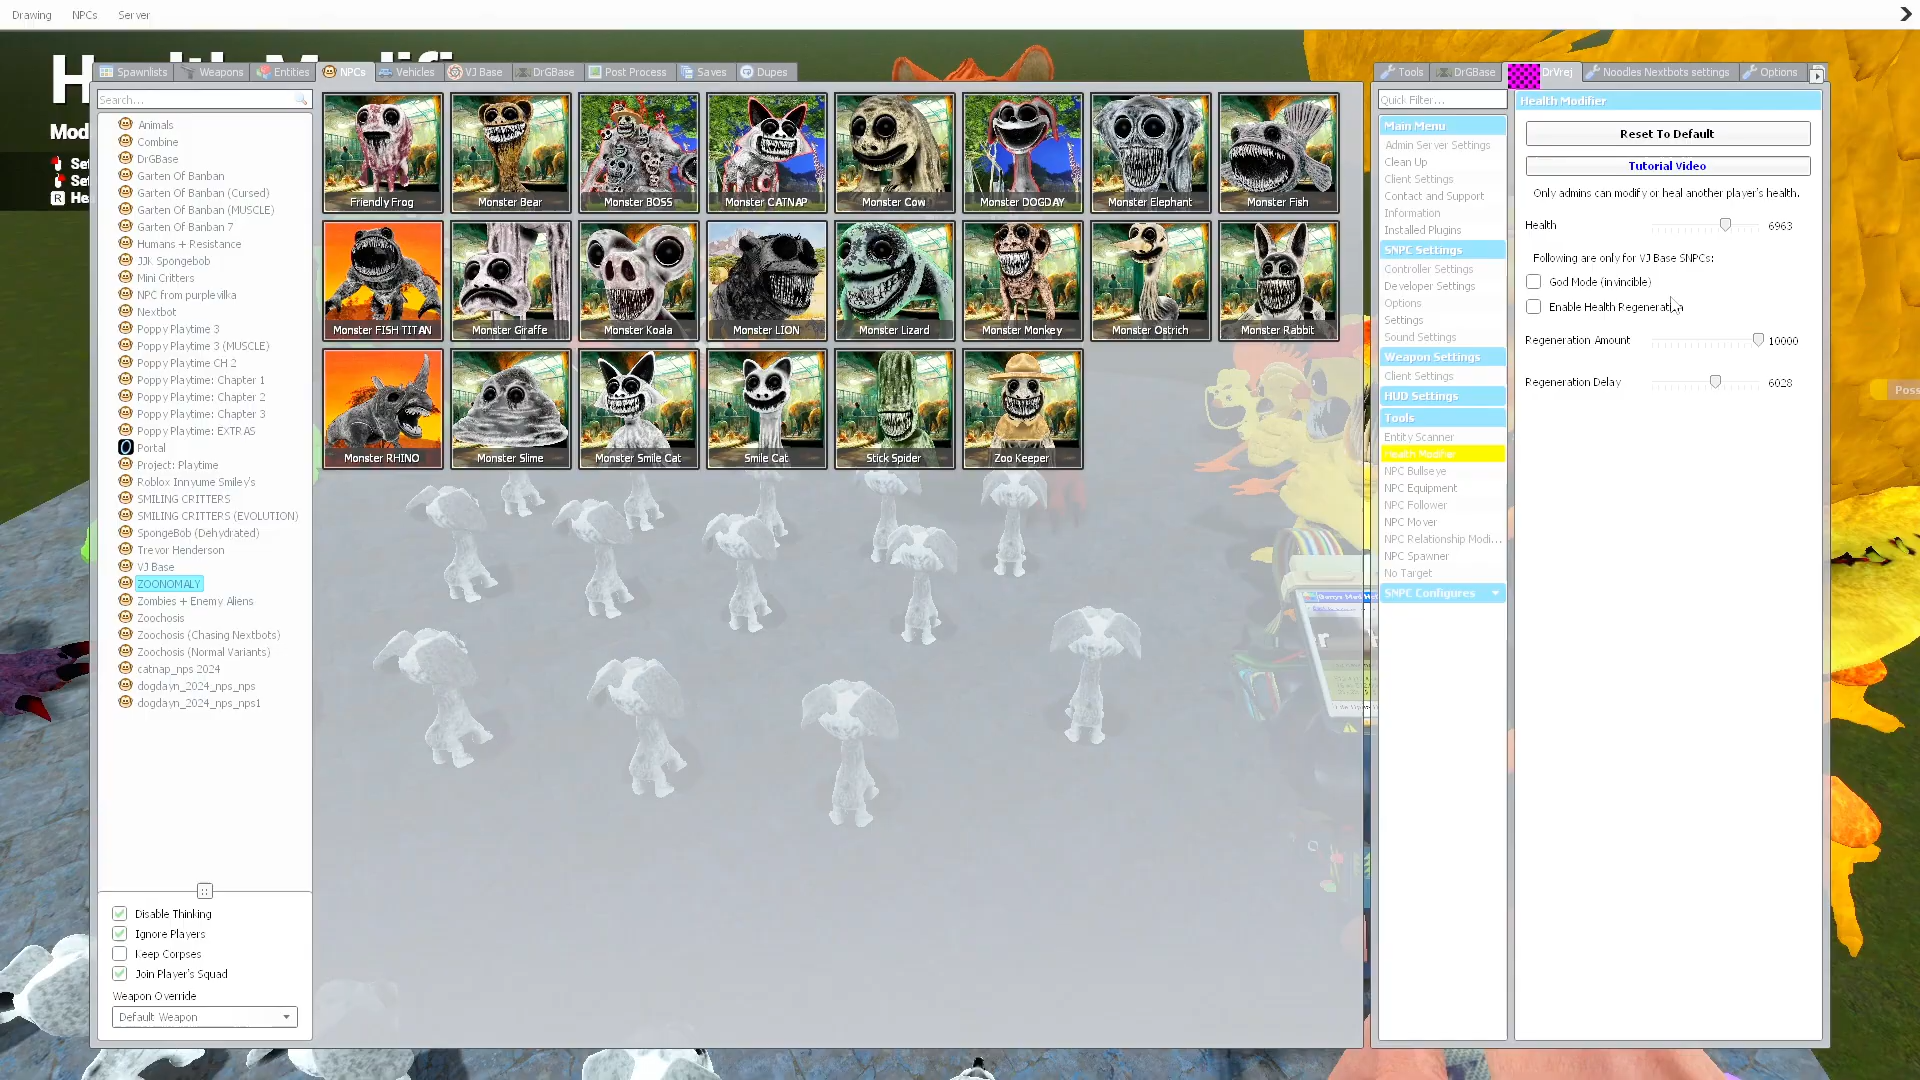 Drawing NPCs Server
Spawnlists Weapons Entities NPCs Vehicles VJ Base DrGBase Post Process Saves Dupes
Search...
Animals
Combine
DrGBase
Garten Of Banban
Garten Of Banban (Cursed)
Garten Of Banban (MUSCLE)
Garten Of Banban 7
Humans + Resistance
JJK Spongebob
Mini Critters
NPC from purplevilka
Nextbot
Poppy Playtime 3
Poppy Playtime 3 (MUSCLE)
Poppy Playtime CH 2
Poppy Playtime: Chapter 1
Poppy Playtime: Chapter 2
Poppy Playtime: Chapter 3
Poppy Playtime: EXTRAS
Portal
Project: Playtime
Roblox Innyume Smiley's
SMILING CRITTERS
SMILING CRITTERS (EVOLUTION)
SpongeBob (Dehydrated)
Trevor Henderson
VJ Base
ZOONOMALY
Zombies + Enemy Aliens
Zoochosis
Zoochosis (Chasing Nextbots)
Zoochosis (Normal Variants)
catnap_nps 2024
dogdayn_2024_nps_nps
dogdayn_2024_nps_nps1
Disable Thinking
Ignore Players
Keep Corpses
Join Player's Squad
Weapon Override
Default Weapon
Friendly Frog Monster Bear Monster BOSS Monster CATNAP Monster Cow Monster DOGDAY Monster Elephant Monster Fish
Monster FISH TITAN Monster Giraffe Monster Koala Monster LION Monster Lizard Monster Monkey Monster Ostrich Monster Rabbit
Monster RHINO Monster Slime Monster Smile Cat Smile Cat Stick Spider Zoo Keeper
Tools DrGBase DrVrej Noodles Nextbots settings Options
Quick Filter...
Main Menu
Admin Server Settings
Clean Up
Client Settings
Contact and Support
Information
Installed Plugins
SNPC Settings
Controller Settings
Developer Settings
Options
Settings
Sound Settings
Weapon Settings
Client Settings
HUD Settings
Tools
Entity Scanner
Health Modifier
NPC Bullseye
NPC Equipment
NPC Follower
NPC Mover
NPC Relationship Modi...
NPC Spawner
No Target
SNPC Configures
Health Modifier
Reset To Default
Tutorial Video
Only admins can modify or heal another player's health.
Health 6963
Following are only for VJ Base SNPCs:
God Mode (invincible)
Enable Health Regeneration
Regeneration Amount 10000
Regeneration Delay 6028
Poss
Mod
Set
Set
R He